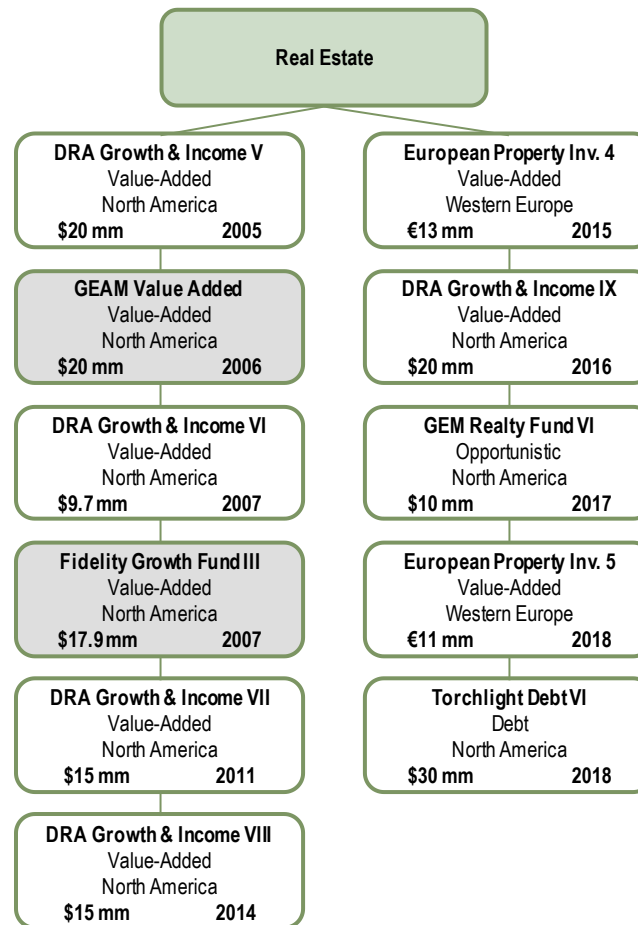 Real Estate
DRA Growth & Income V
Value-Added
North America
$20 mm 2005
GEAM Value Added
Value-Added
North America
$20 mm 2006
DRA Growth & Income VI
Value-Added
North America
$9.7 mm 2007
Fidelity Growth Fund III
Value-Added
North America
$17.9 mm 2007
DRA Growth & Income VII
Value-Added
North America
$15 mm 2011
DRA Growth & Income VIII
Value-Added
North America
$15 mm 2014
European Property Inv. 4
Value-Added
Western Europe
€13 mm 2015
DRA Growth & Income IX
Value-Added
North America
$20 mm 2016
GEM Realty Fund VI
Opportunistic
North America
$10 mm 2017
European Property Inv. 5
Value-Added
Western Europe
€11 mm 2018
Torchlight Debt VI
Debt
North America
$30 mm 2018